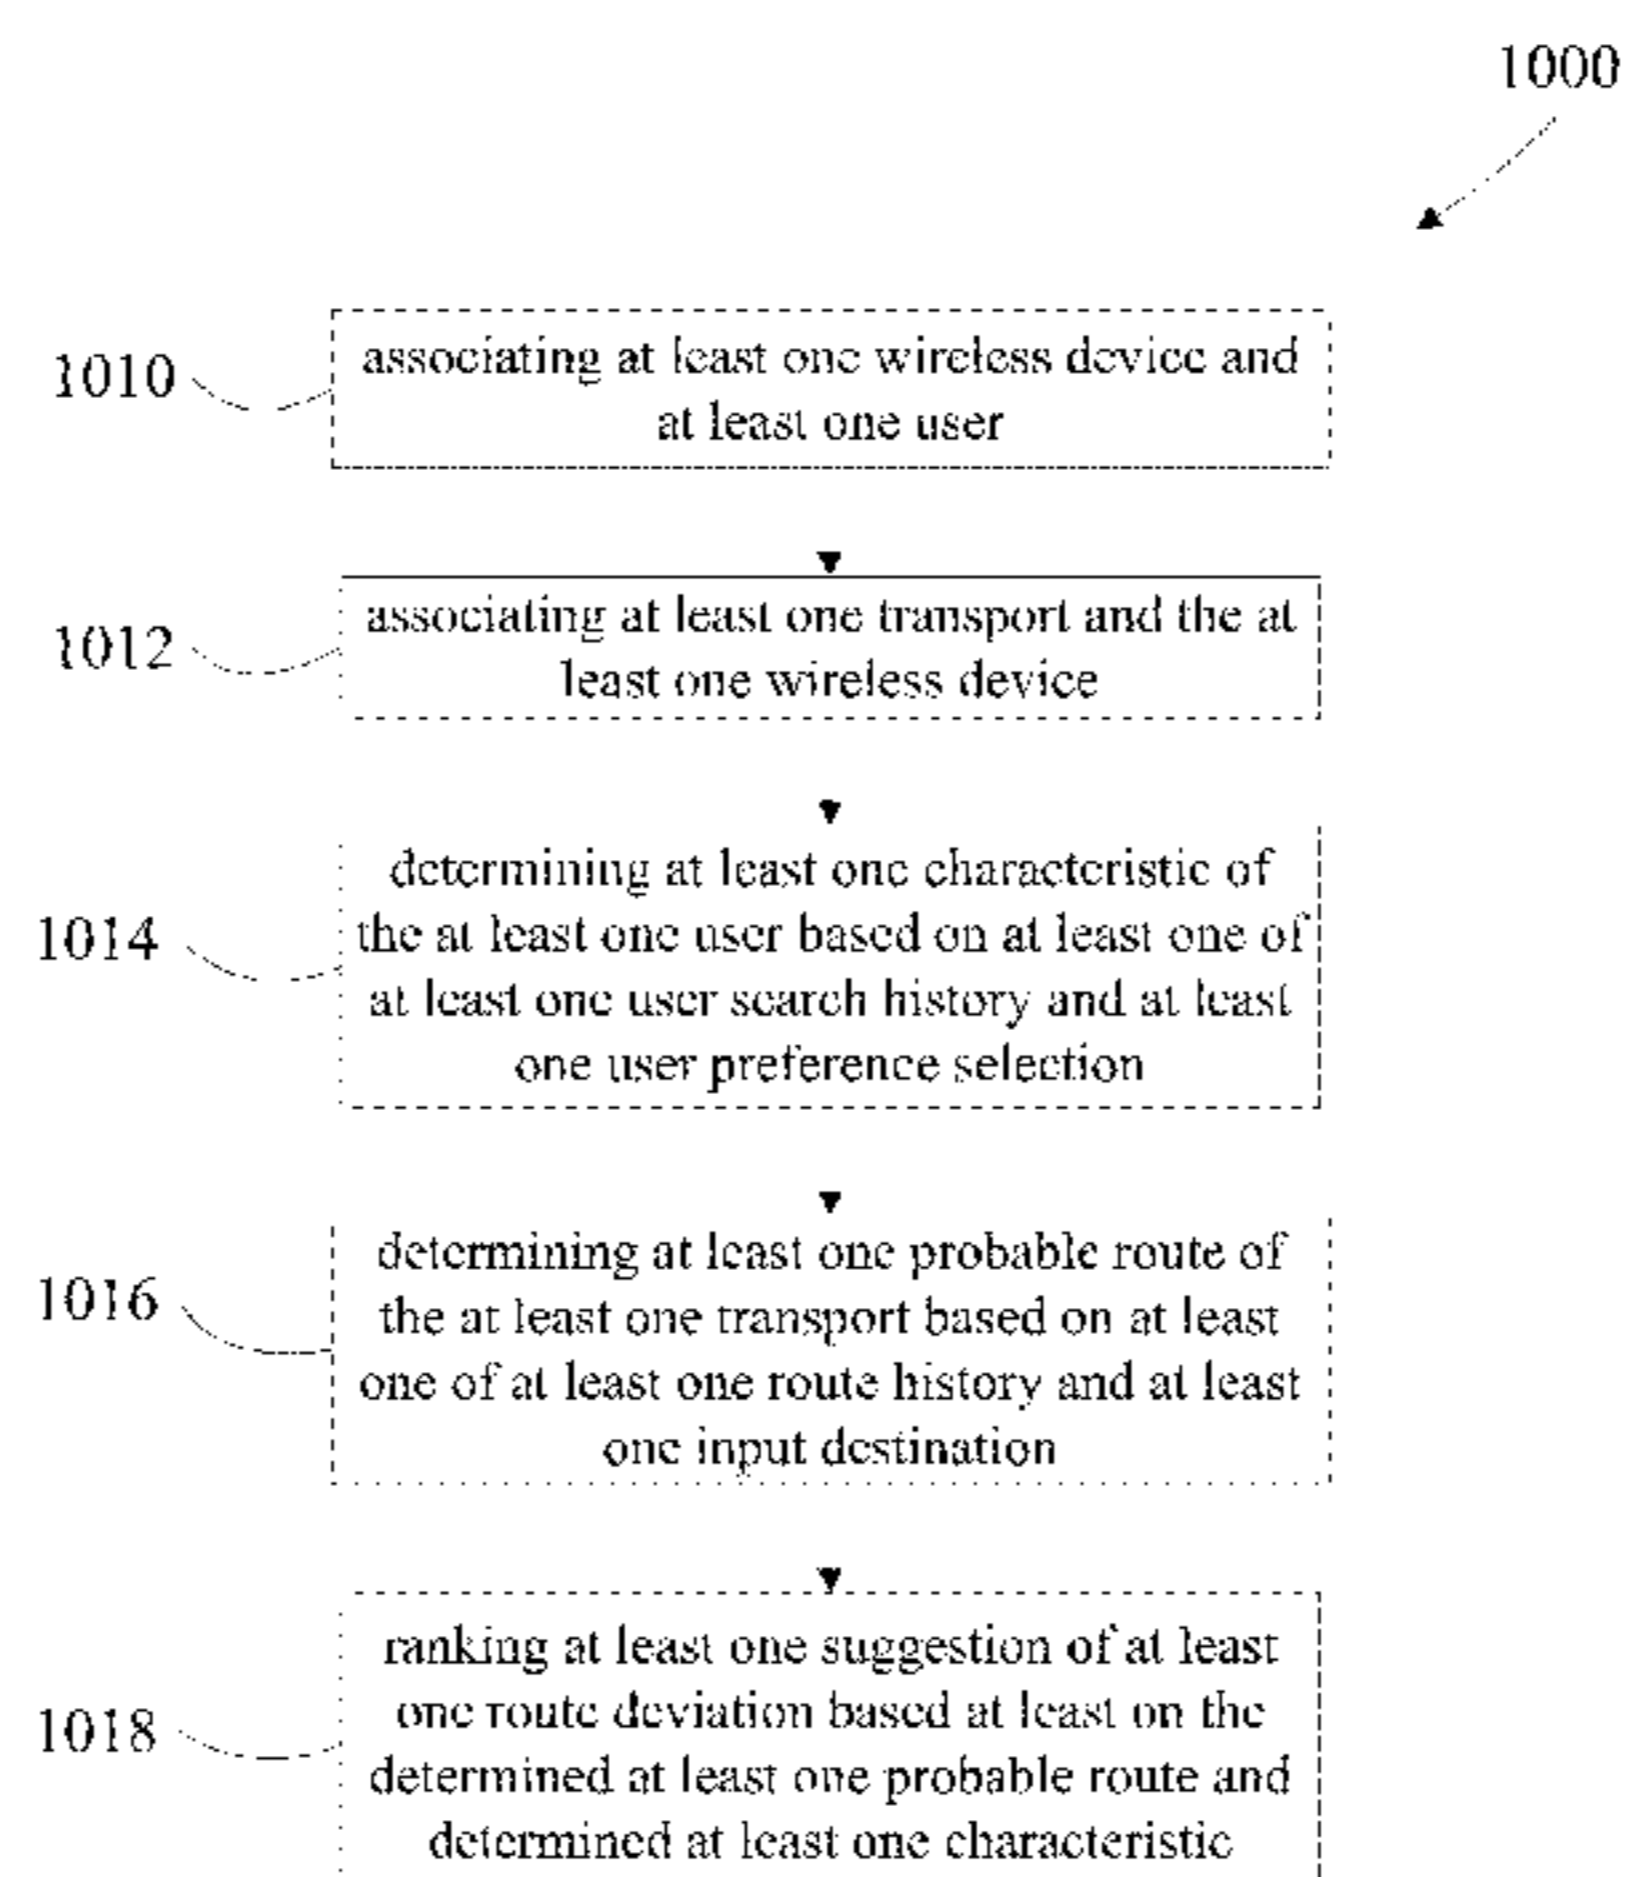 1000
1010
associating at least one wireless device and
at least one user
1012
associating at least one transport and the at
least one wireless device
1014
determining at least one characteristic of
the at least one user based on at least one of
at least one user search history and at least
one user preference selection
1016
determining at least one probable route of
the at least one transport based on at least
one of at least one route history and at least
one input destination
1018
ranking at least one suggestion of at least
one route deviation based at least on the
determined at least one probable route and
determined at least one characteristic